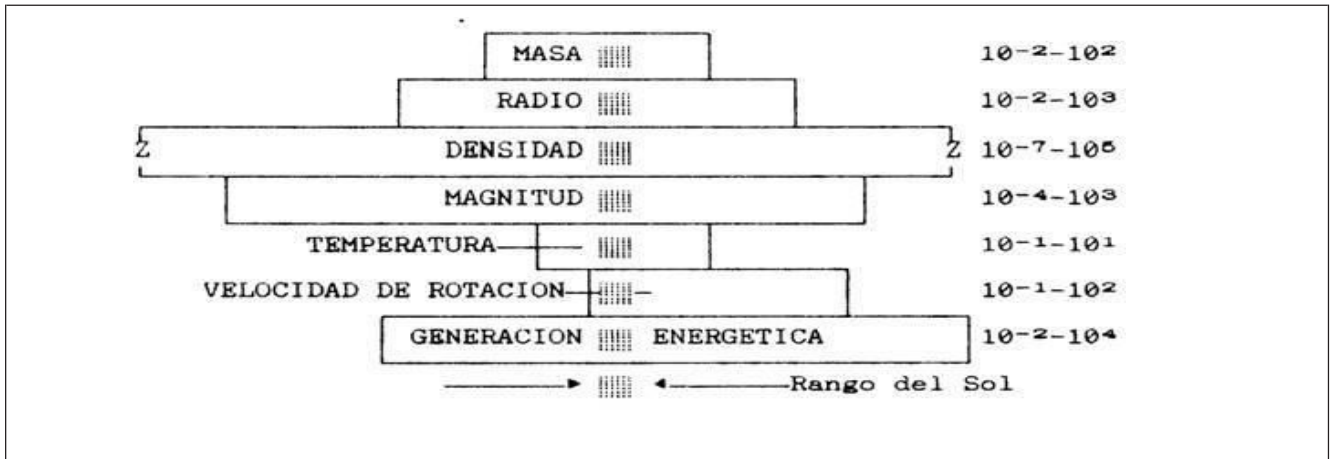 MASA 10⁻²-10²
RADIO 10⁻²-10³
Z DENSIDAD Z 10⁻⁷-10⁵
MAGNITUD 10⁻⁴-10³
TEMPERATURA 10⁻¹-10¹
VELOCIDAD DE ROTACION 10⁻¹-10²
GENERACION ENERGETICA 10⁻²-10⁴
Rango del Sol